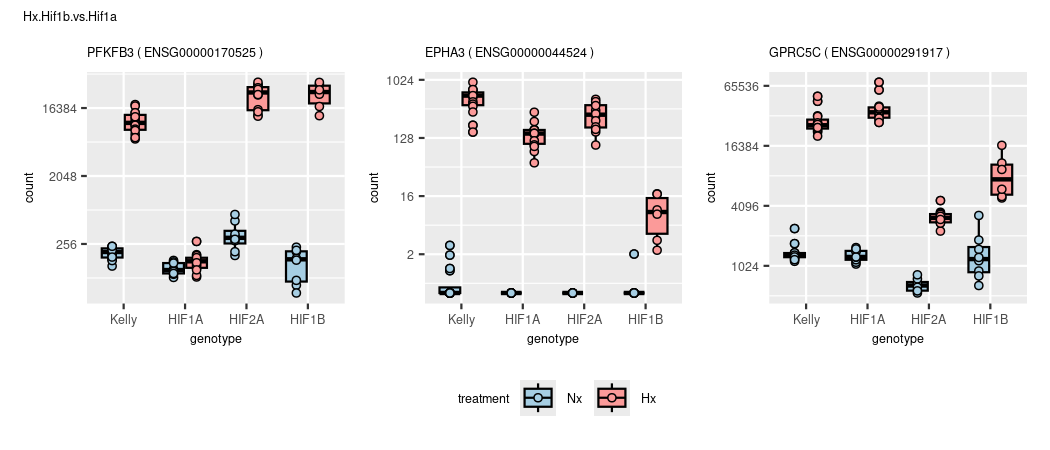 Hx.Hif1b.vs.Hif1a
PFKFB3 ( ENSG00000170525 )
count
16384
2048
256
Kelly HIF1A HIF2A HIF1B
genotype
EPHA3 ( ENSG00000044524 )
count
1024
128
16
2
Kelly HIF1A HIF2A HIF1B
genotype
GPRC5C ( ENSG00000291917 )
count
65536
16384
4096
1024
Kelly HIF1A HIF2A HIF1B
genotype
treatment Nx Hx